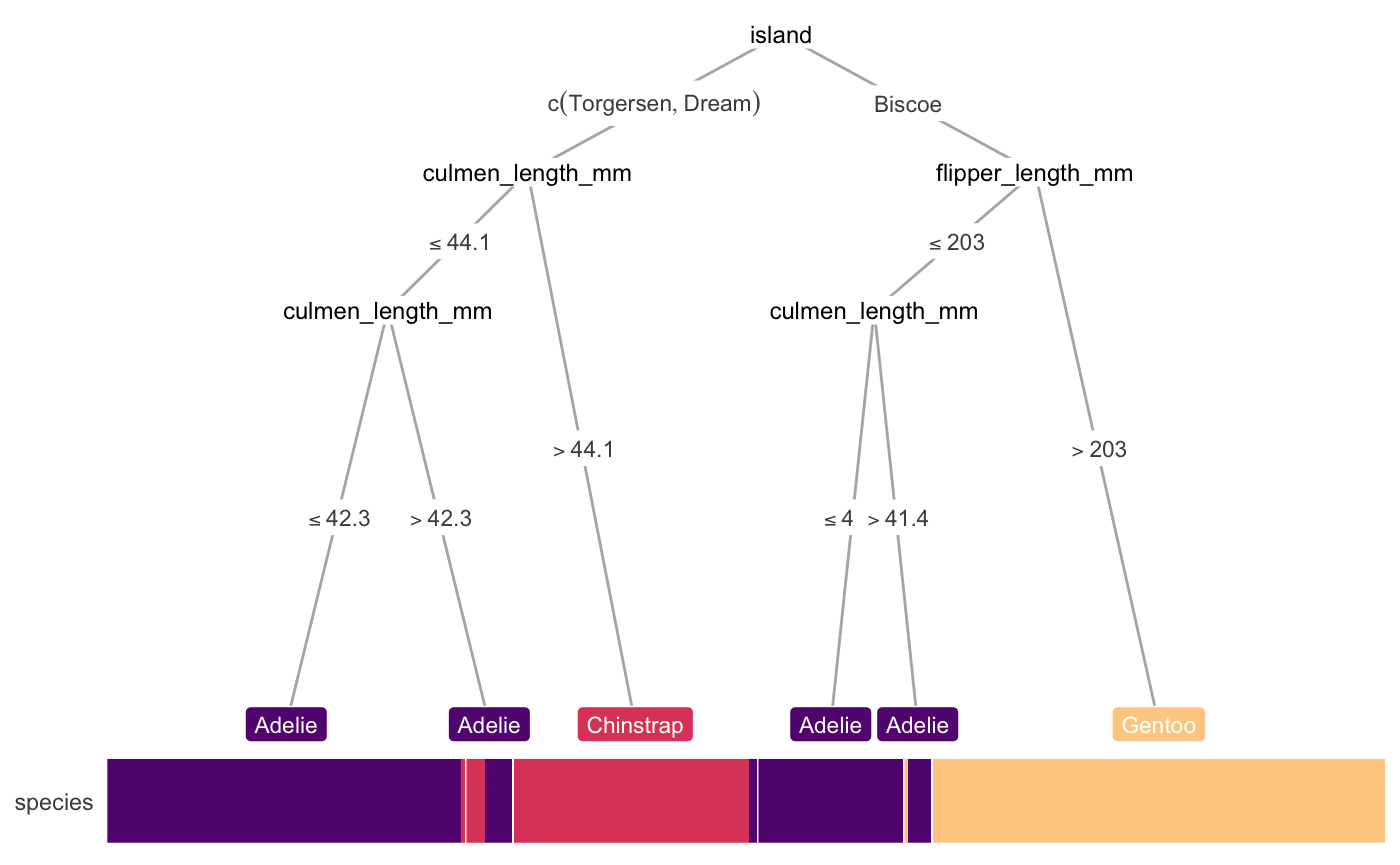 island
c(Torgersen, Dream)
Biscoe
culmen_length_mm
flipper_length_mm
≤ 44.1
≤ 203
culmen_length_mm
culmen_length_mm
> 44.1
> 203
≤ 42.3
> 42.3
≤ 4
> 41.4
Adelie
Adelie
Chinstrap
Adelie
Adelie
Gentoo
species